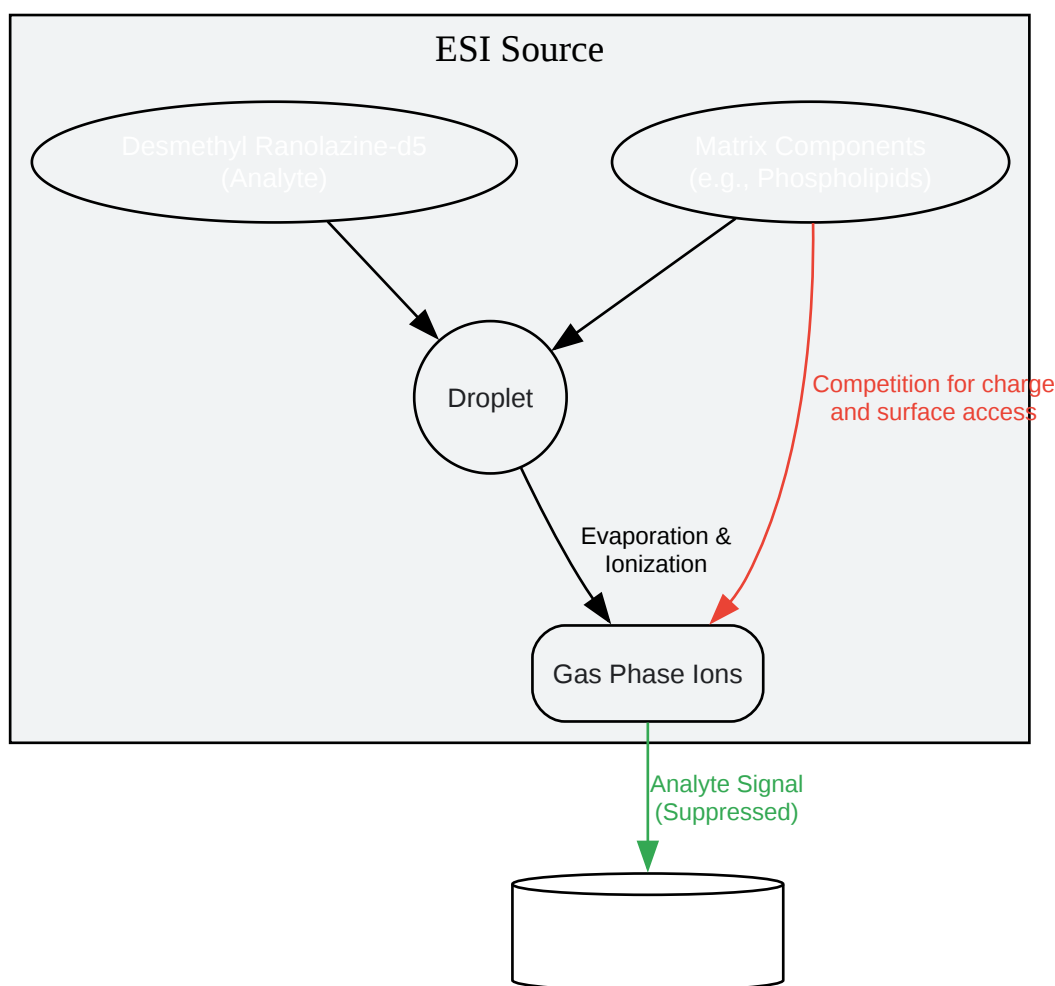 ESI Source
Desmethyl Ranolazine-d5
(Analyte)
Matrix Components
(e.g., Phospholipids)
Droplet
Competition for charge
and surface access
Evaporation &
Ionization
Gas Phase Ions
Analyte Signal
(Suppressed)